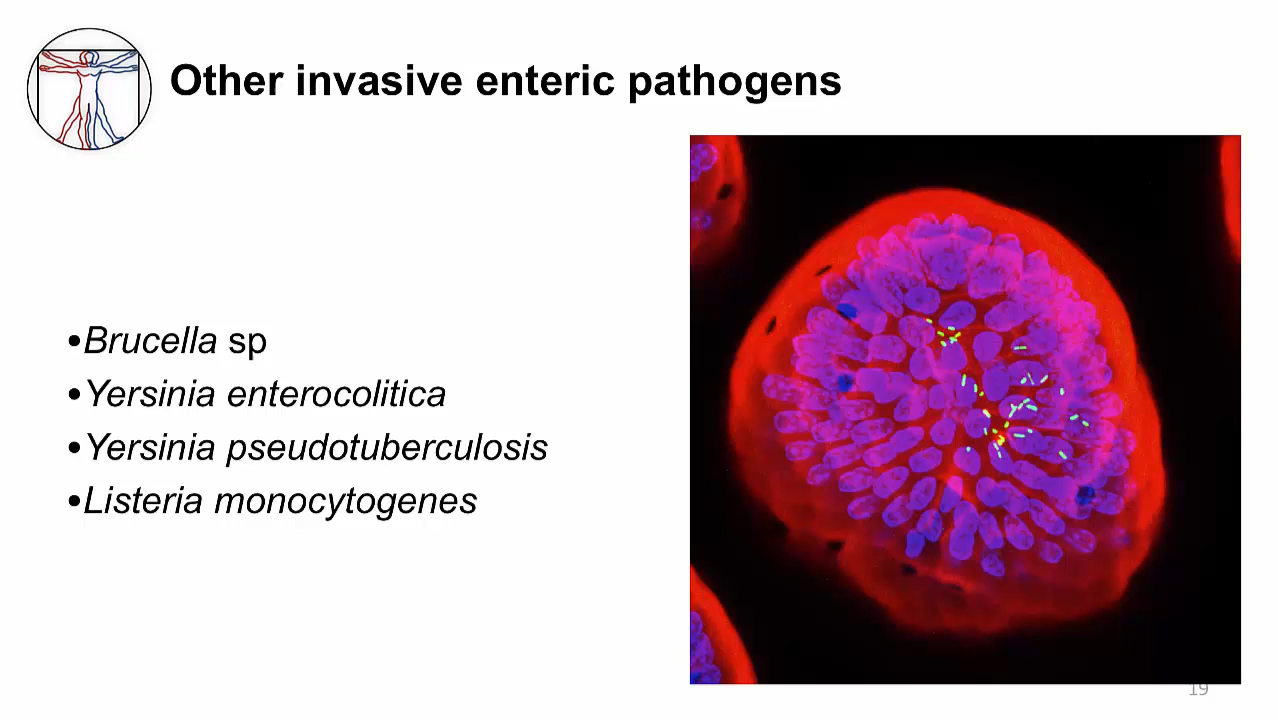 Other invasive enteric pathogens
•Brucella sp
•Yersinia enterocolitica
•Yersinia pseudotuberculosis
•Listeria monocytogenes
19